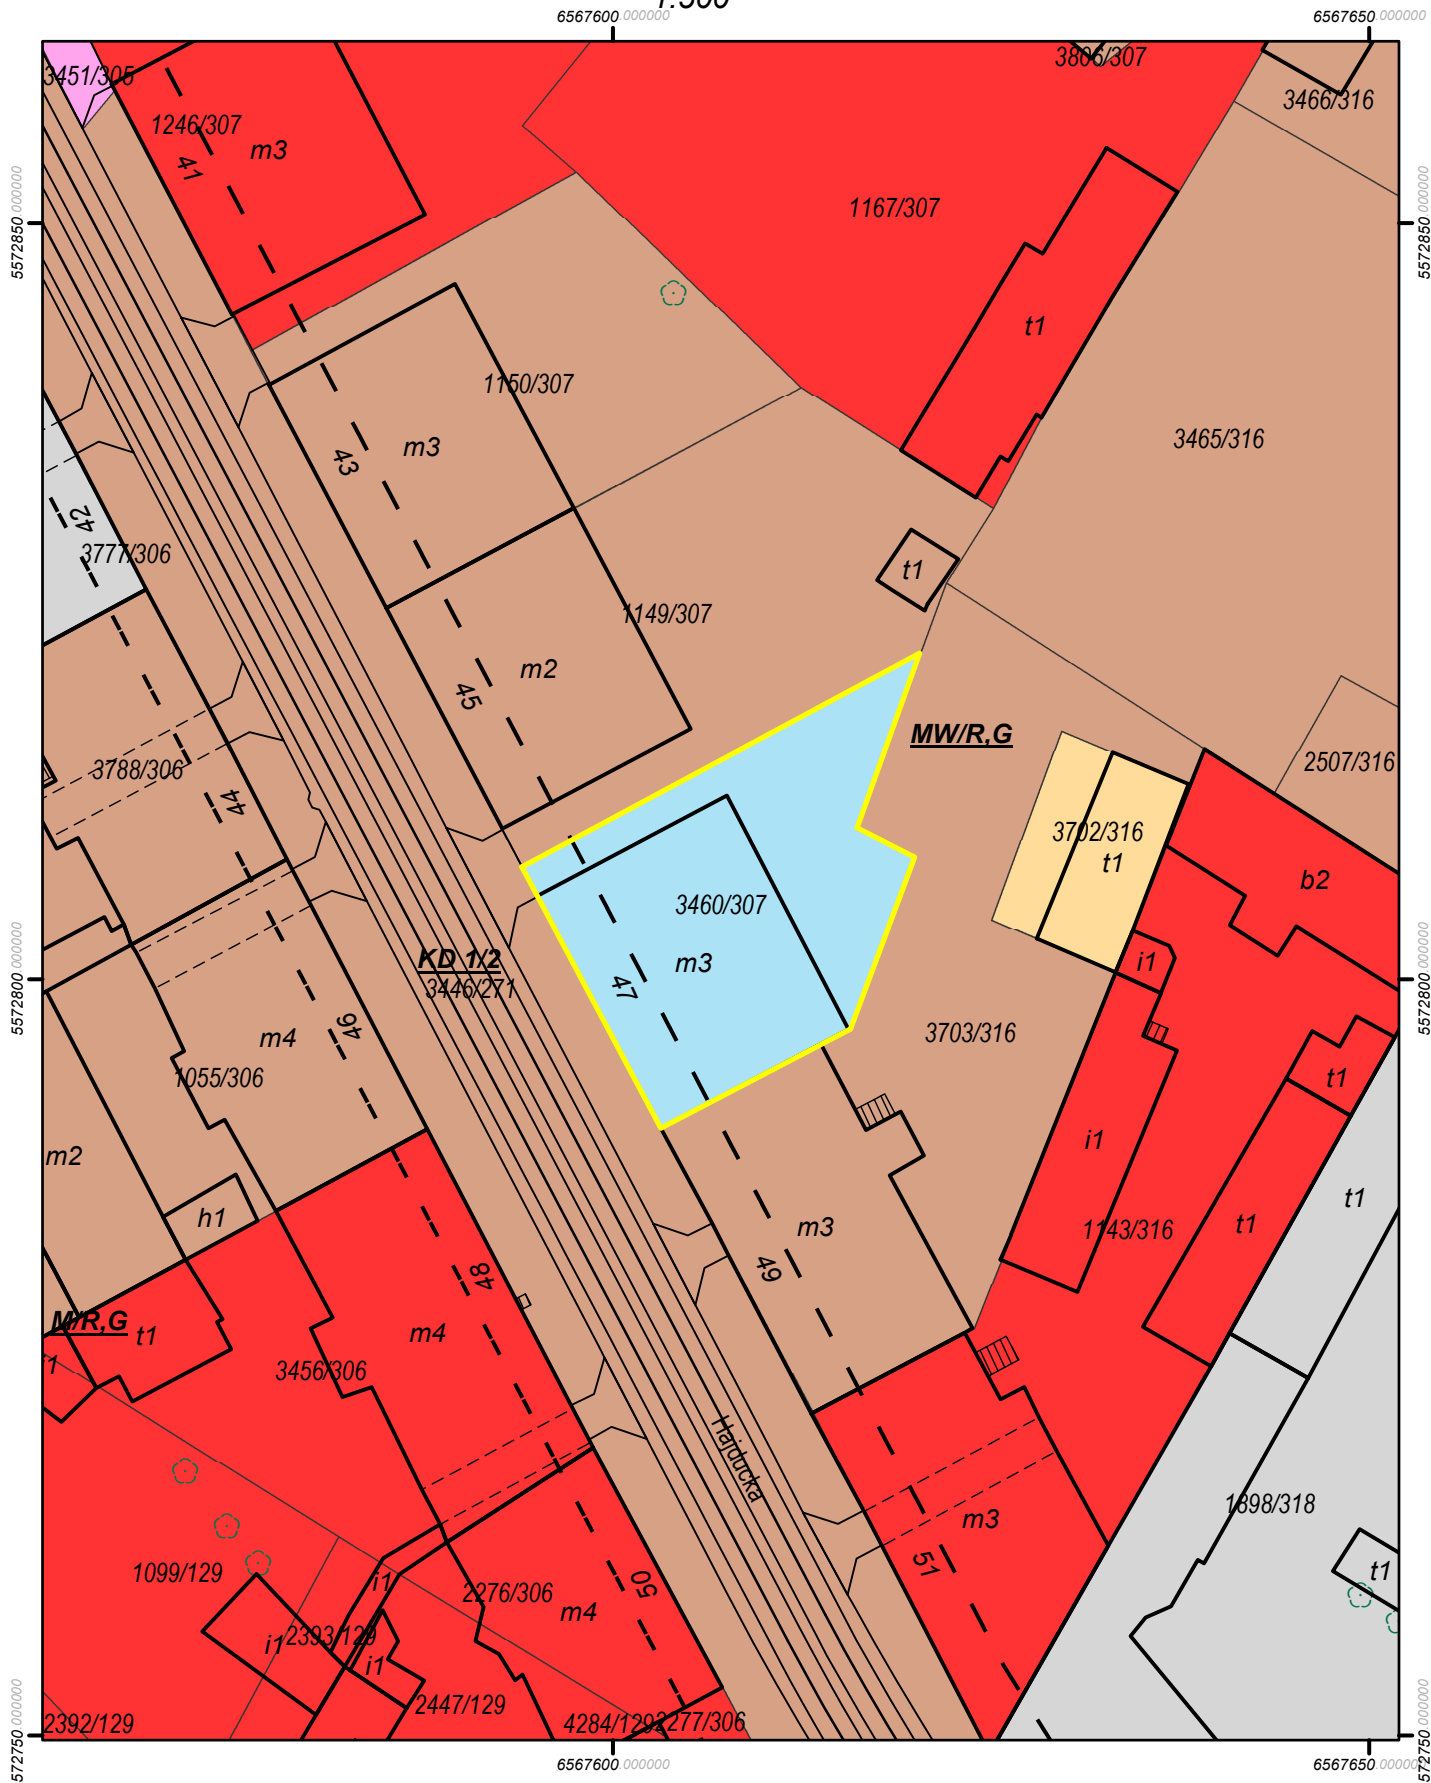 1:500
6567600.000000
6567650.000000
3451/305
3806/307
3466/316
1246/307
m3
41
1167/307
5572850.000000
5572850.000000
t1
1150/307
m3
43
3465/316
42
3777/306
t1
1149/307
m2
45
MW/R,G
3788/306
44
2507/316
3702/316
t1
b2
3460/307
m3
47
KD 1/2
3446/271
i1
5572800.000000
5572800.000000
46
m4
1055/306
3703/316
t1
m2
i1
t1
h1
m3
49
1143/316
t1
48
M/R,G
t1
m4
i1
3456/306
Hajducka
1898/318
m3
51
1099/129
i1
2276/306
50
m4
t1
i1
2393/129
i1
2447/129
2392/129
4284/129
2277/306
572750.000000
572750.000000
6567600.000000
6567650.000000